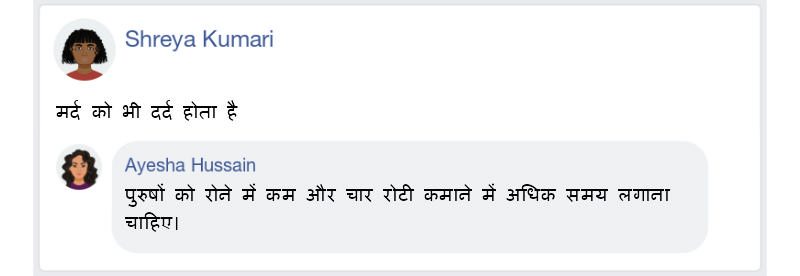 Shreya Kumari
मर्द को भी दर्द होता है
Ayesha Hussain
पुरुषों को रोने में कम और चार रोटी कमाने में अधिक समय लगाना
चाहिए।